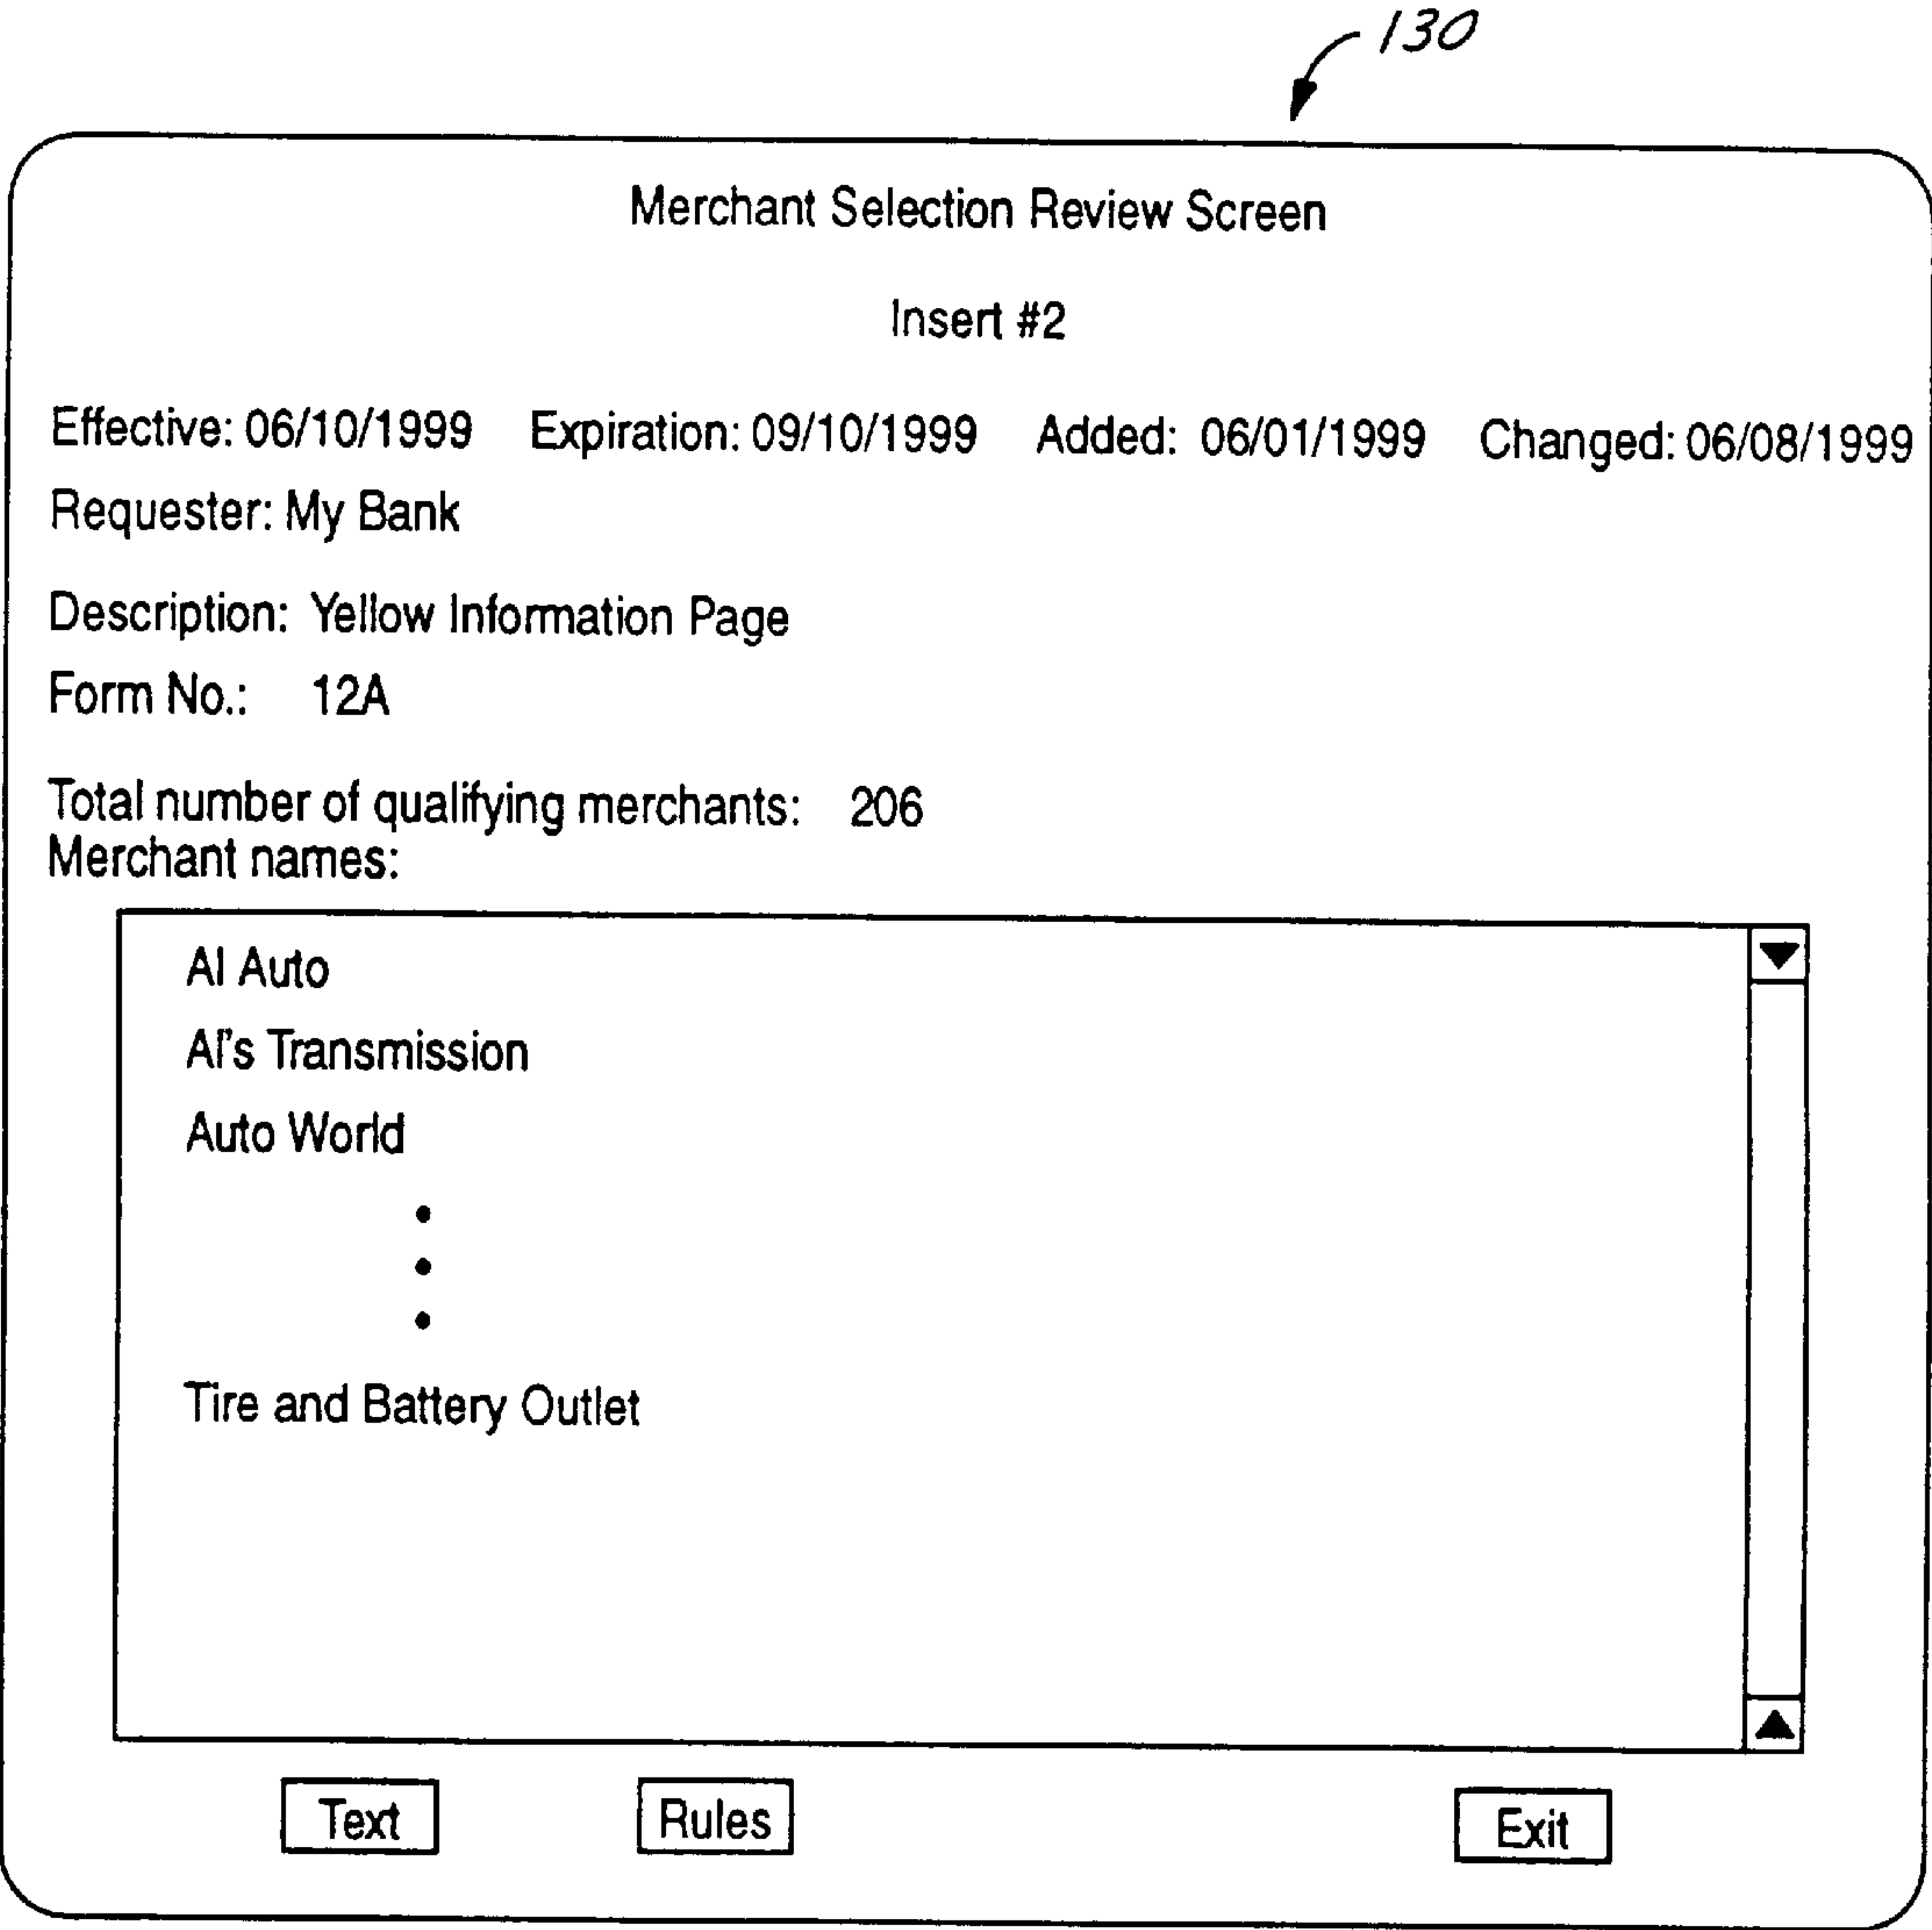 130
Merchant Selection Review Screen
Insert #2
Effective: 06/10/1999 Expiration: 09/10/1999 Added: 06/01/1999 Changed: 06/08/1999
Requester: My Bank
Description: Yellow Information Page
Form No.: 12A
Total number of qualifying merchants: 206
Merchant names:
Al Auto
Al's Transmission
Auto World
Tire and Battery Outlet
Text Rules Exit